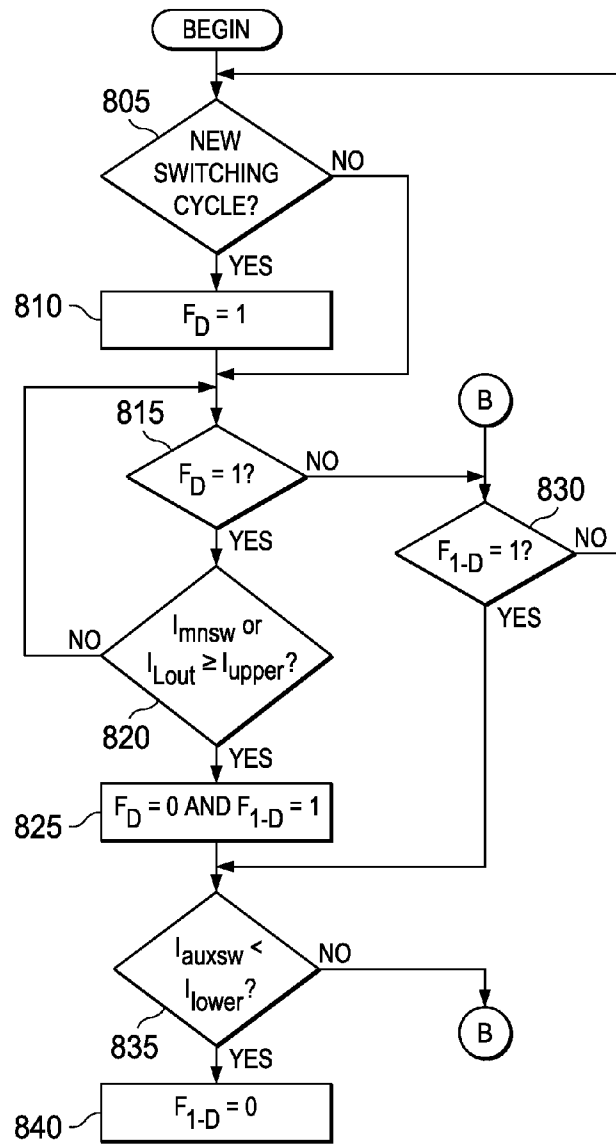 BEGIN
805
NEW
SWITCHING
CYCLE?
NO
YES
810
F_D = 1
815
F_D = 1?
NO
YES
B
830
F_1-D = 1?
NO
YES
NO
I_mnsw or
I_Lout ≥ I_upper?
820
YES
825
F_D = 0 AND F_1-D = 1
I_auxsw <
I_lower?
NO
835
YES
B
840
F_1-D = 0